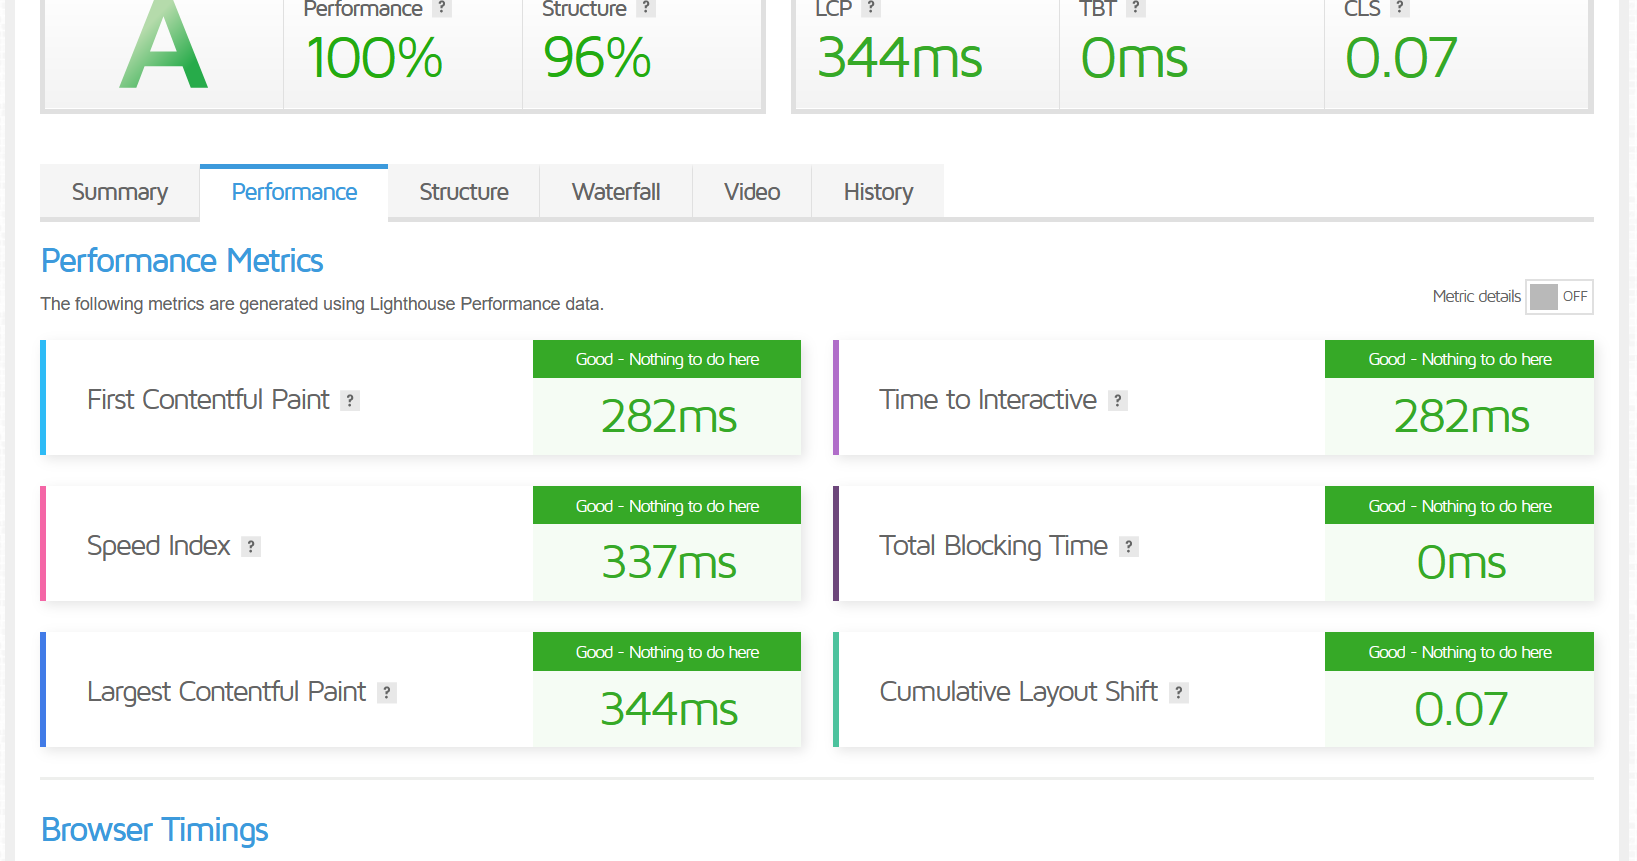 A
Performance ?
100%
Structure ?
96%
LCP ?
344ms
TBT ?
0ms
CLS ?
0.07
Summary
Performance
Structure
Waterfall
Video
History
Performance Metrics
The following metrics are generated using Lighthouse Performance data.
Metric details OFF
First Contentful Paint ?
Good - Nothing to do here
282ms
Time to Interactive ?
Good - Nothing to do here
282ms
Speed Index ?
Good - Nothing to do here
337ms
Total Blocking Time ?
Good - Nothing to do here
0ms
Largest Contentful Paint ?
Good - Nothing to do here
344ms
Cumulative Layout Shift ?
Good - Nothing to do here
0.07
Browser Timings